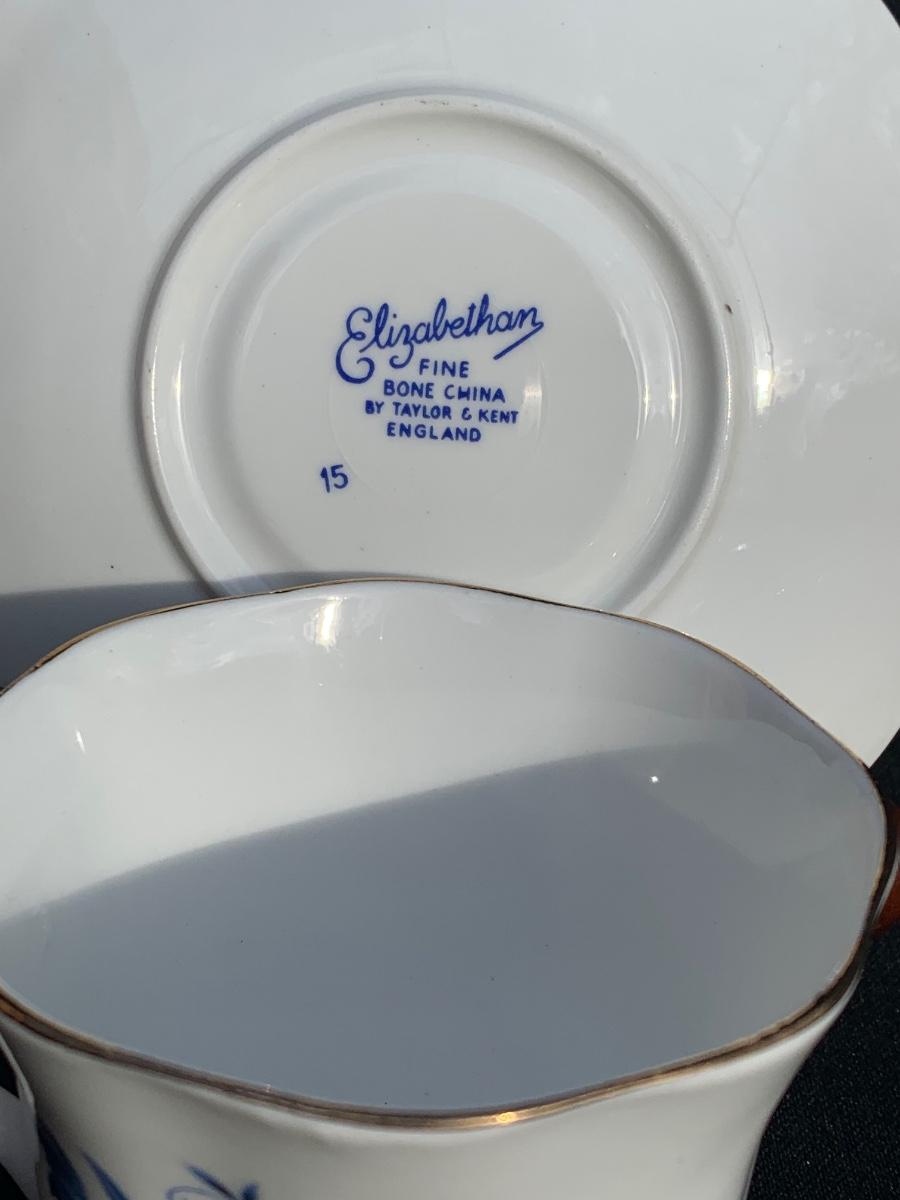 Elizabethan
FINE
BONE CHINA
BY TAYLOR & KENT
ENGLAND
15